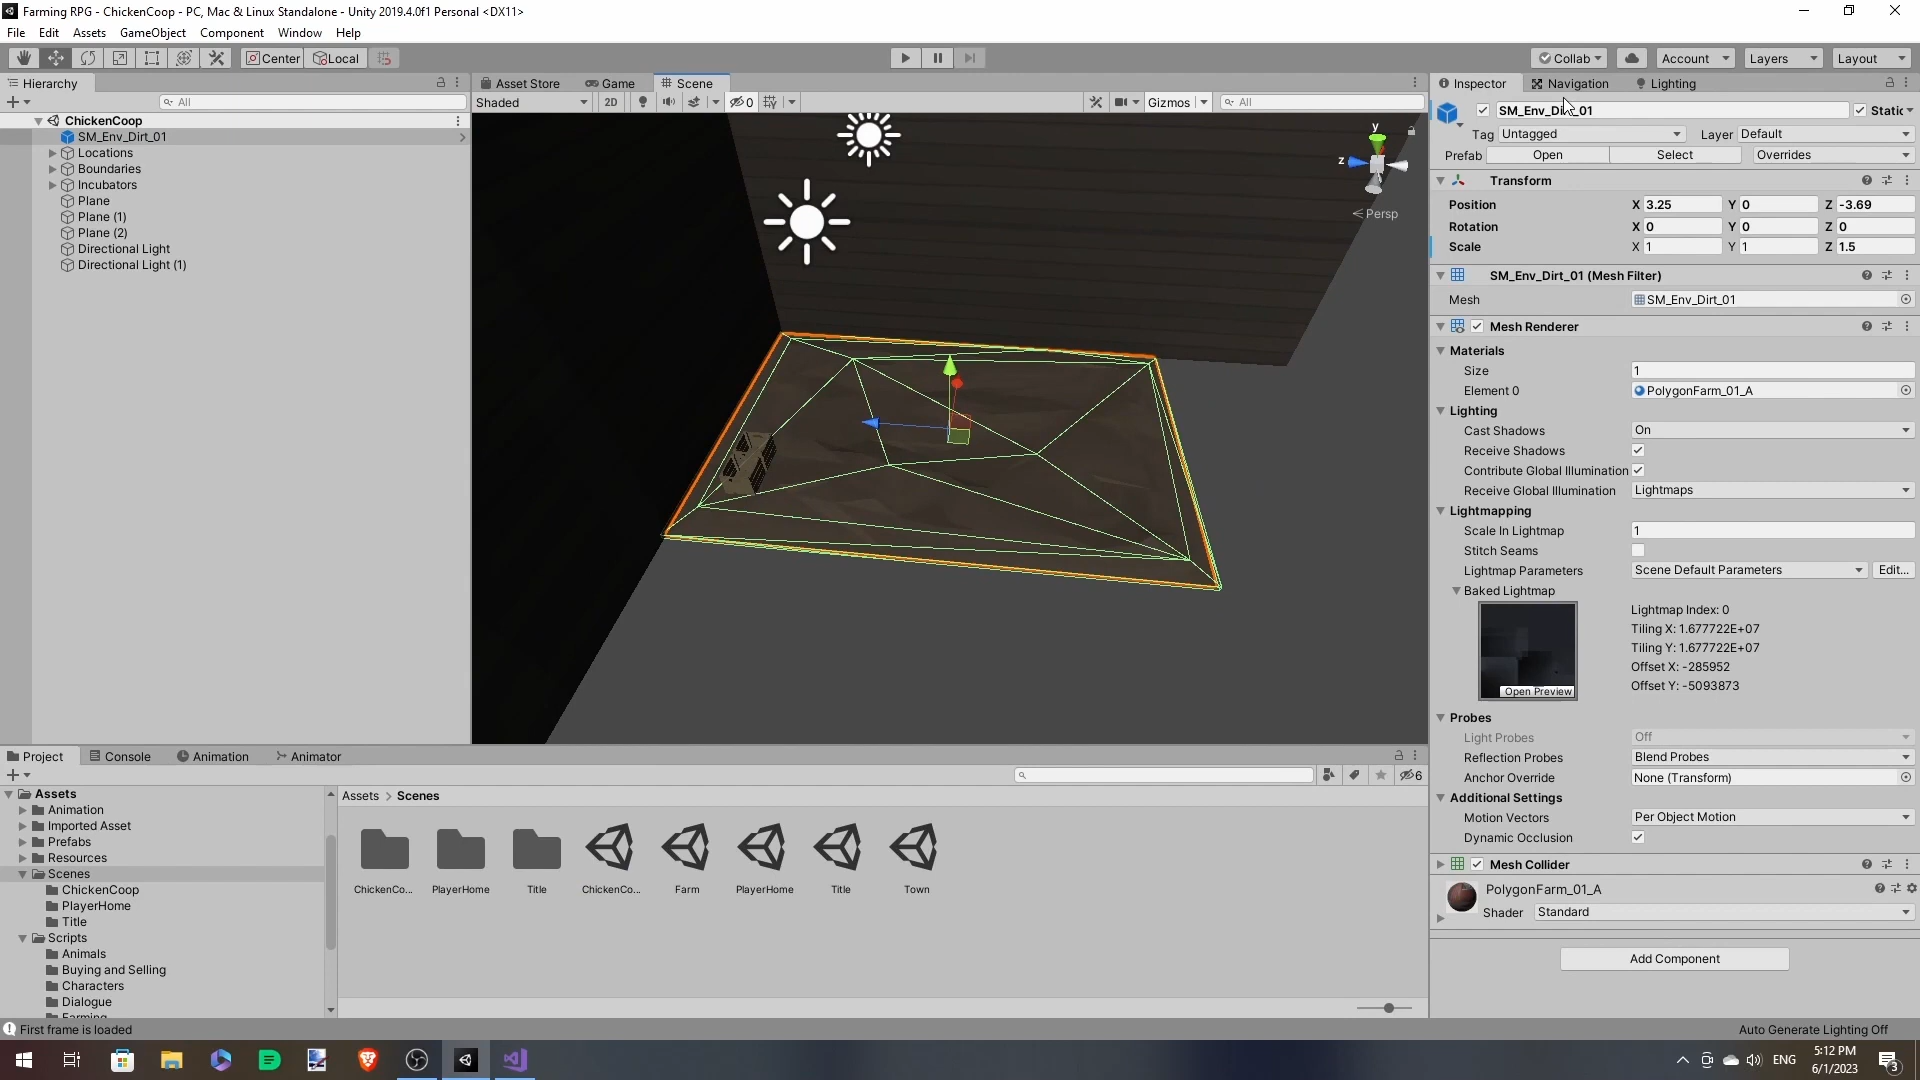 Farming RPG - ChickenCoop - PC, Mac & Linux Standalone - Unity 2019.4.0f1 Personal <DX11>
File Edit Assets GameObject Component Window Help
Center Local Collab Account Layers Layout
Hierarchy
All
ChickenCoop
SM_Env_Dirt_01
Locations
Boundaries
Incubators
Plane
Plane (1)
Plane (2)
Directional Light
Directional Light (1)
Asset Store Game Scene
Shaded 2D 0 Gizmos All
y
z
Persp
Inspector Navigation Lighting
SM_Env_Dirt_01 Static
Tag Untagged Layer Default
Prefab Open Select Overrides
Transform
Position X 3.25 Y 0 Z -3.69
Rotation X 0 Y 0 Z 0
Scale X 1 Y 1 Z 1.5
SM_Env_Dirt_01 (Mesh Filter)
Mesh SM_Env_Dirt_01
Mesh Renderer
Materials
Size 1
Element 0 PolygonFarm_01_A
Lighting
Cast Shadows On
Receive Shadows
Contribute Global Illumination
Receive Global Illumination Lightmaps
Lightmapping
Scale In Lightmap 1
Stitch Seams
Lightmap Parameters Scene Default Parameters Edit...
Baked Lightmap
Lightmap Index: 0
Tiling X: 1.677722E+07
Tiling Y: 1.677722E+07
Offset X: -285952
Offset Y: -5093873
Open Preview
Probes
Light Probes Off
Reflection Probes Blend Probes
Anchor Override None (Transform)
Additional Settings
Motion Vectors Per Object Motion
Dynamic Occlusion
Mesh Collider
PolygonFarm_01_A
Shader Standard
Add Component
Project Console Animation Animator
6
Assets
Animation
Imported Asset
Prefabs
Resources
Scenes
ChickenCoop
PlayerHome
Title
Scripts
Animals
Buying and Selling
Characters
Dialogue
Farming
Assets > Scenes
ChickenCo... PlayerHome Title ChickenCo... Farm PlayerHome Title Town
First frame is loaded
Auto Generate Lighting Off
ENG 5:12 PM
6/1/2023
3